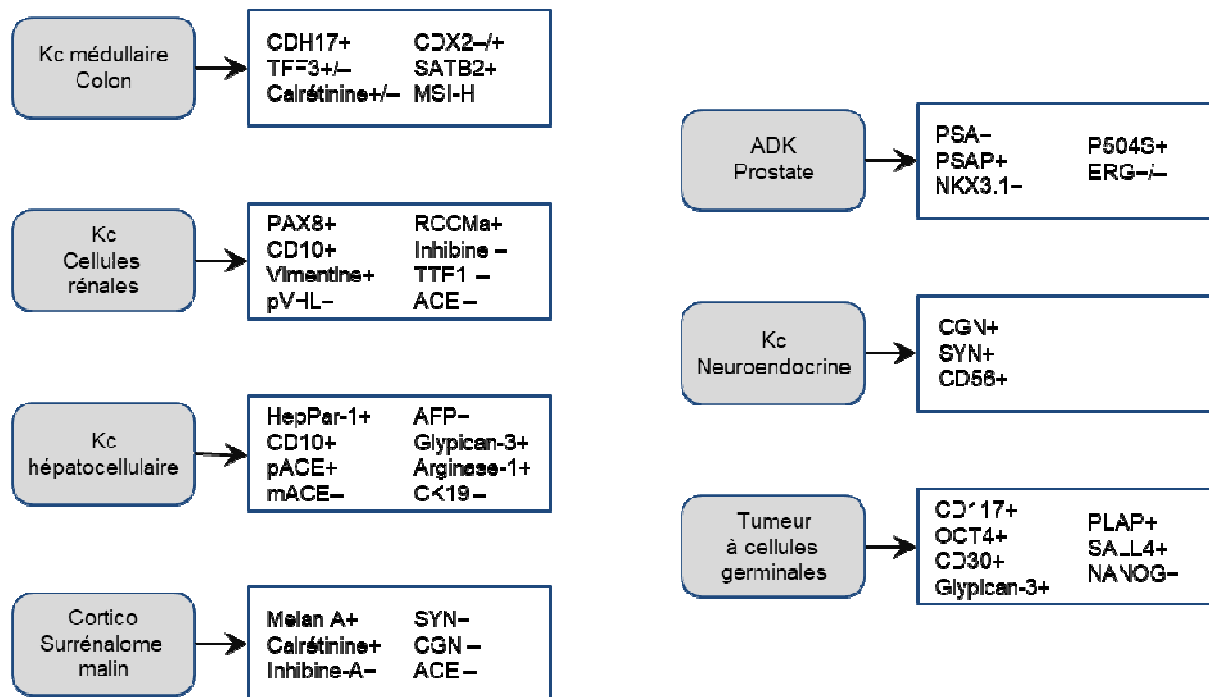 Kc médullaire
Colon
CDH17+ CDX2–/+
TFF3+/– SATB2+
Calrétinine+/– MSI-H
Kc
Cellules
rénales
PAX8+ RCCMa+
CD10+ Inhibine –
Vimentine+ TTF1 –
pVHL– ACE –
Kc
hépatocellulaire
HepPar-1+ AFP–
CD10+ Glypican-3+
pACE+ Arginase-1+
mACE– CK19 –
Cortico
Surrénalome
malin
Melan A+ SYN–
Calrétinine+ CGN –
Inhibine-A– ACE –
ADK
Prostate
PSA–
PSAP+
NKX3.1–
P504S+
ERG–/–
Kc
Neuroendocrine
CGN+
SYN+
CD56+
Tumeur
à cellules
germinales
CD117+
OCT4+
CD30+
Glypican-3+
PLAP+
SALL4+
NANOG–